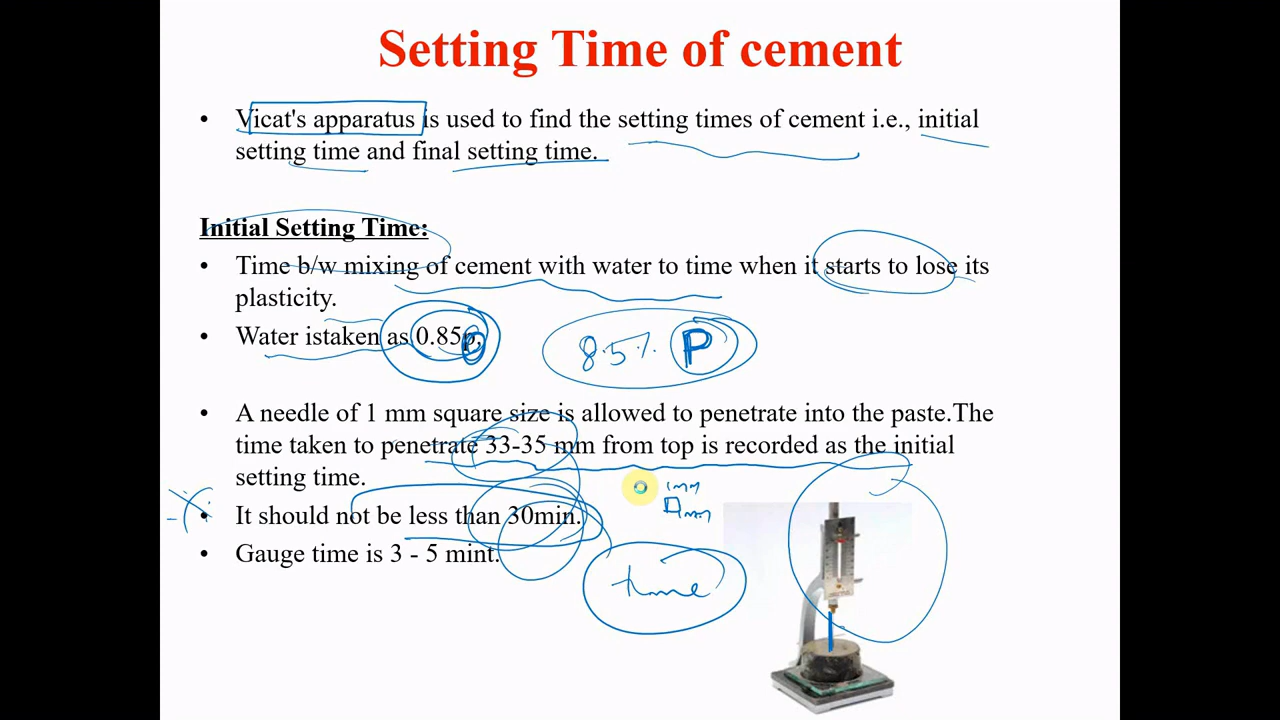 Setting Time of cement
• Vicat's apparatus is used to find the setting times of cement i.e., initial
setting time and final setting time.
Initial Setting Time:
• Time b/w mixing of cement with water to time when it starts to lose its
plasticity.
• Water istaken as 0.85p,
85% P
• A needle of 1 mm square size is allowed to penetrate into the paste.The
time taken to penetrate 33-35 mm from top is recorded as the initial
setting time.
1mm
1mm
• It should not be less than 30min.
• Gauge time is 3 - 5 mint.
time